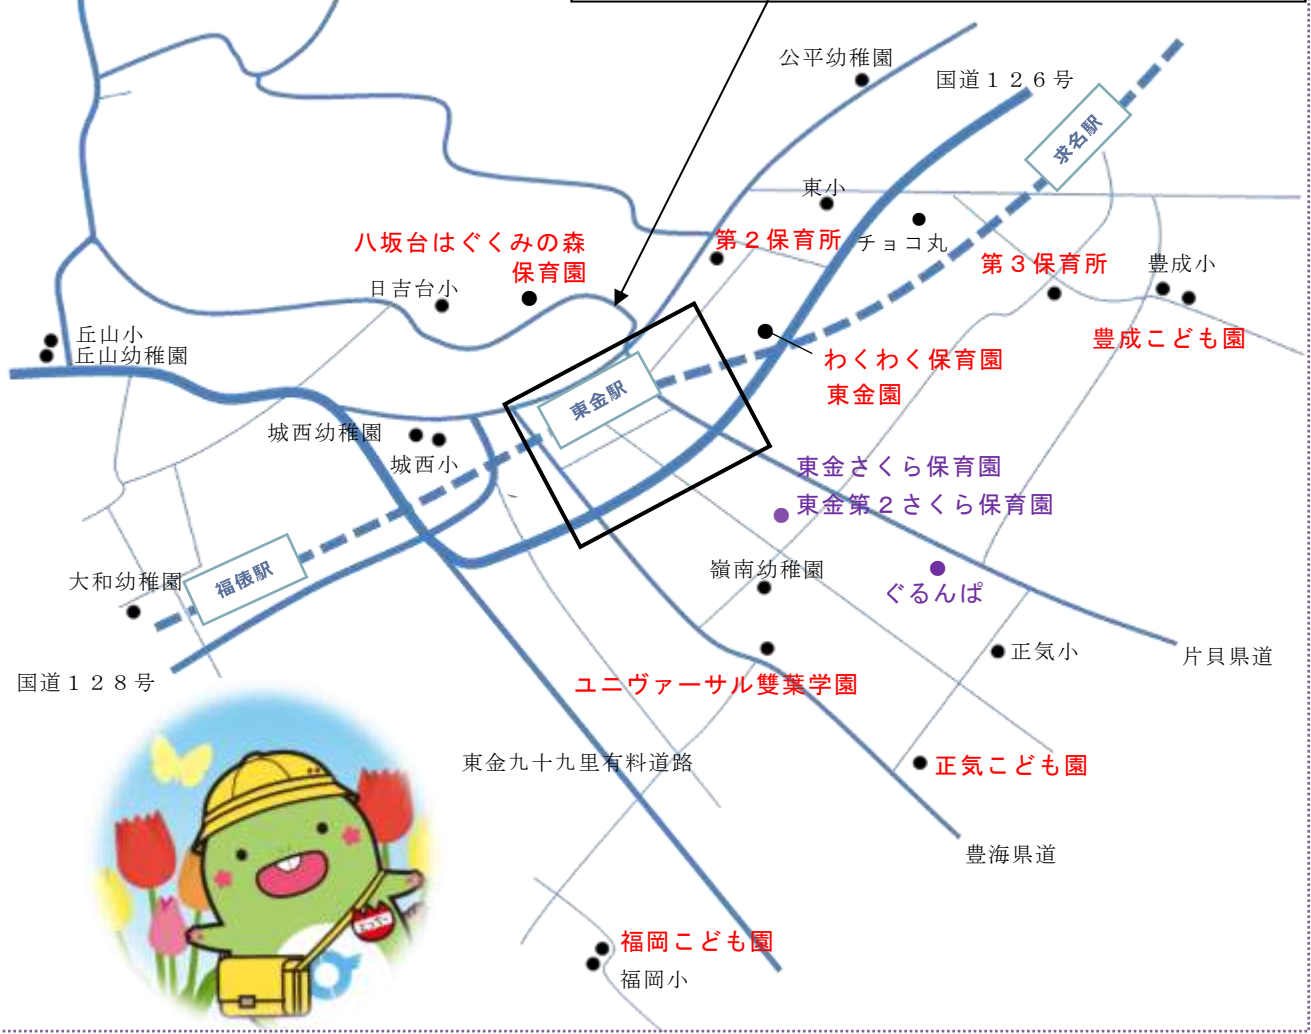 公平幼稚園
国道１２６号
求名駅
東小
チョコ丸
第２保育所
八坂台はぐくみの森
保育園
日吉台小
第３保育所
豊成小
豊成こども園
丘山小
丘山幼稚園
わくわく保育園
東金園
東金駅
城西幼稚園
城西小
東金さくら保育園
東金第２さくら保育園
嶺南幼稚園
ぐるんぱ
大和幼稚園
福俵駅
正気小
片貝県道
国道１２８号
ユニヴァーサル雙葉学園
東金九十九里有料道路
正気こども園
豊海県道
福岡こども園
福岡小